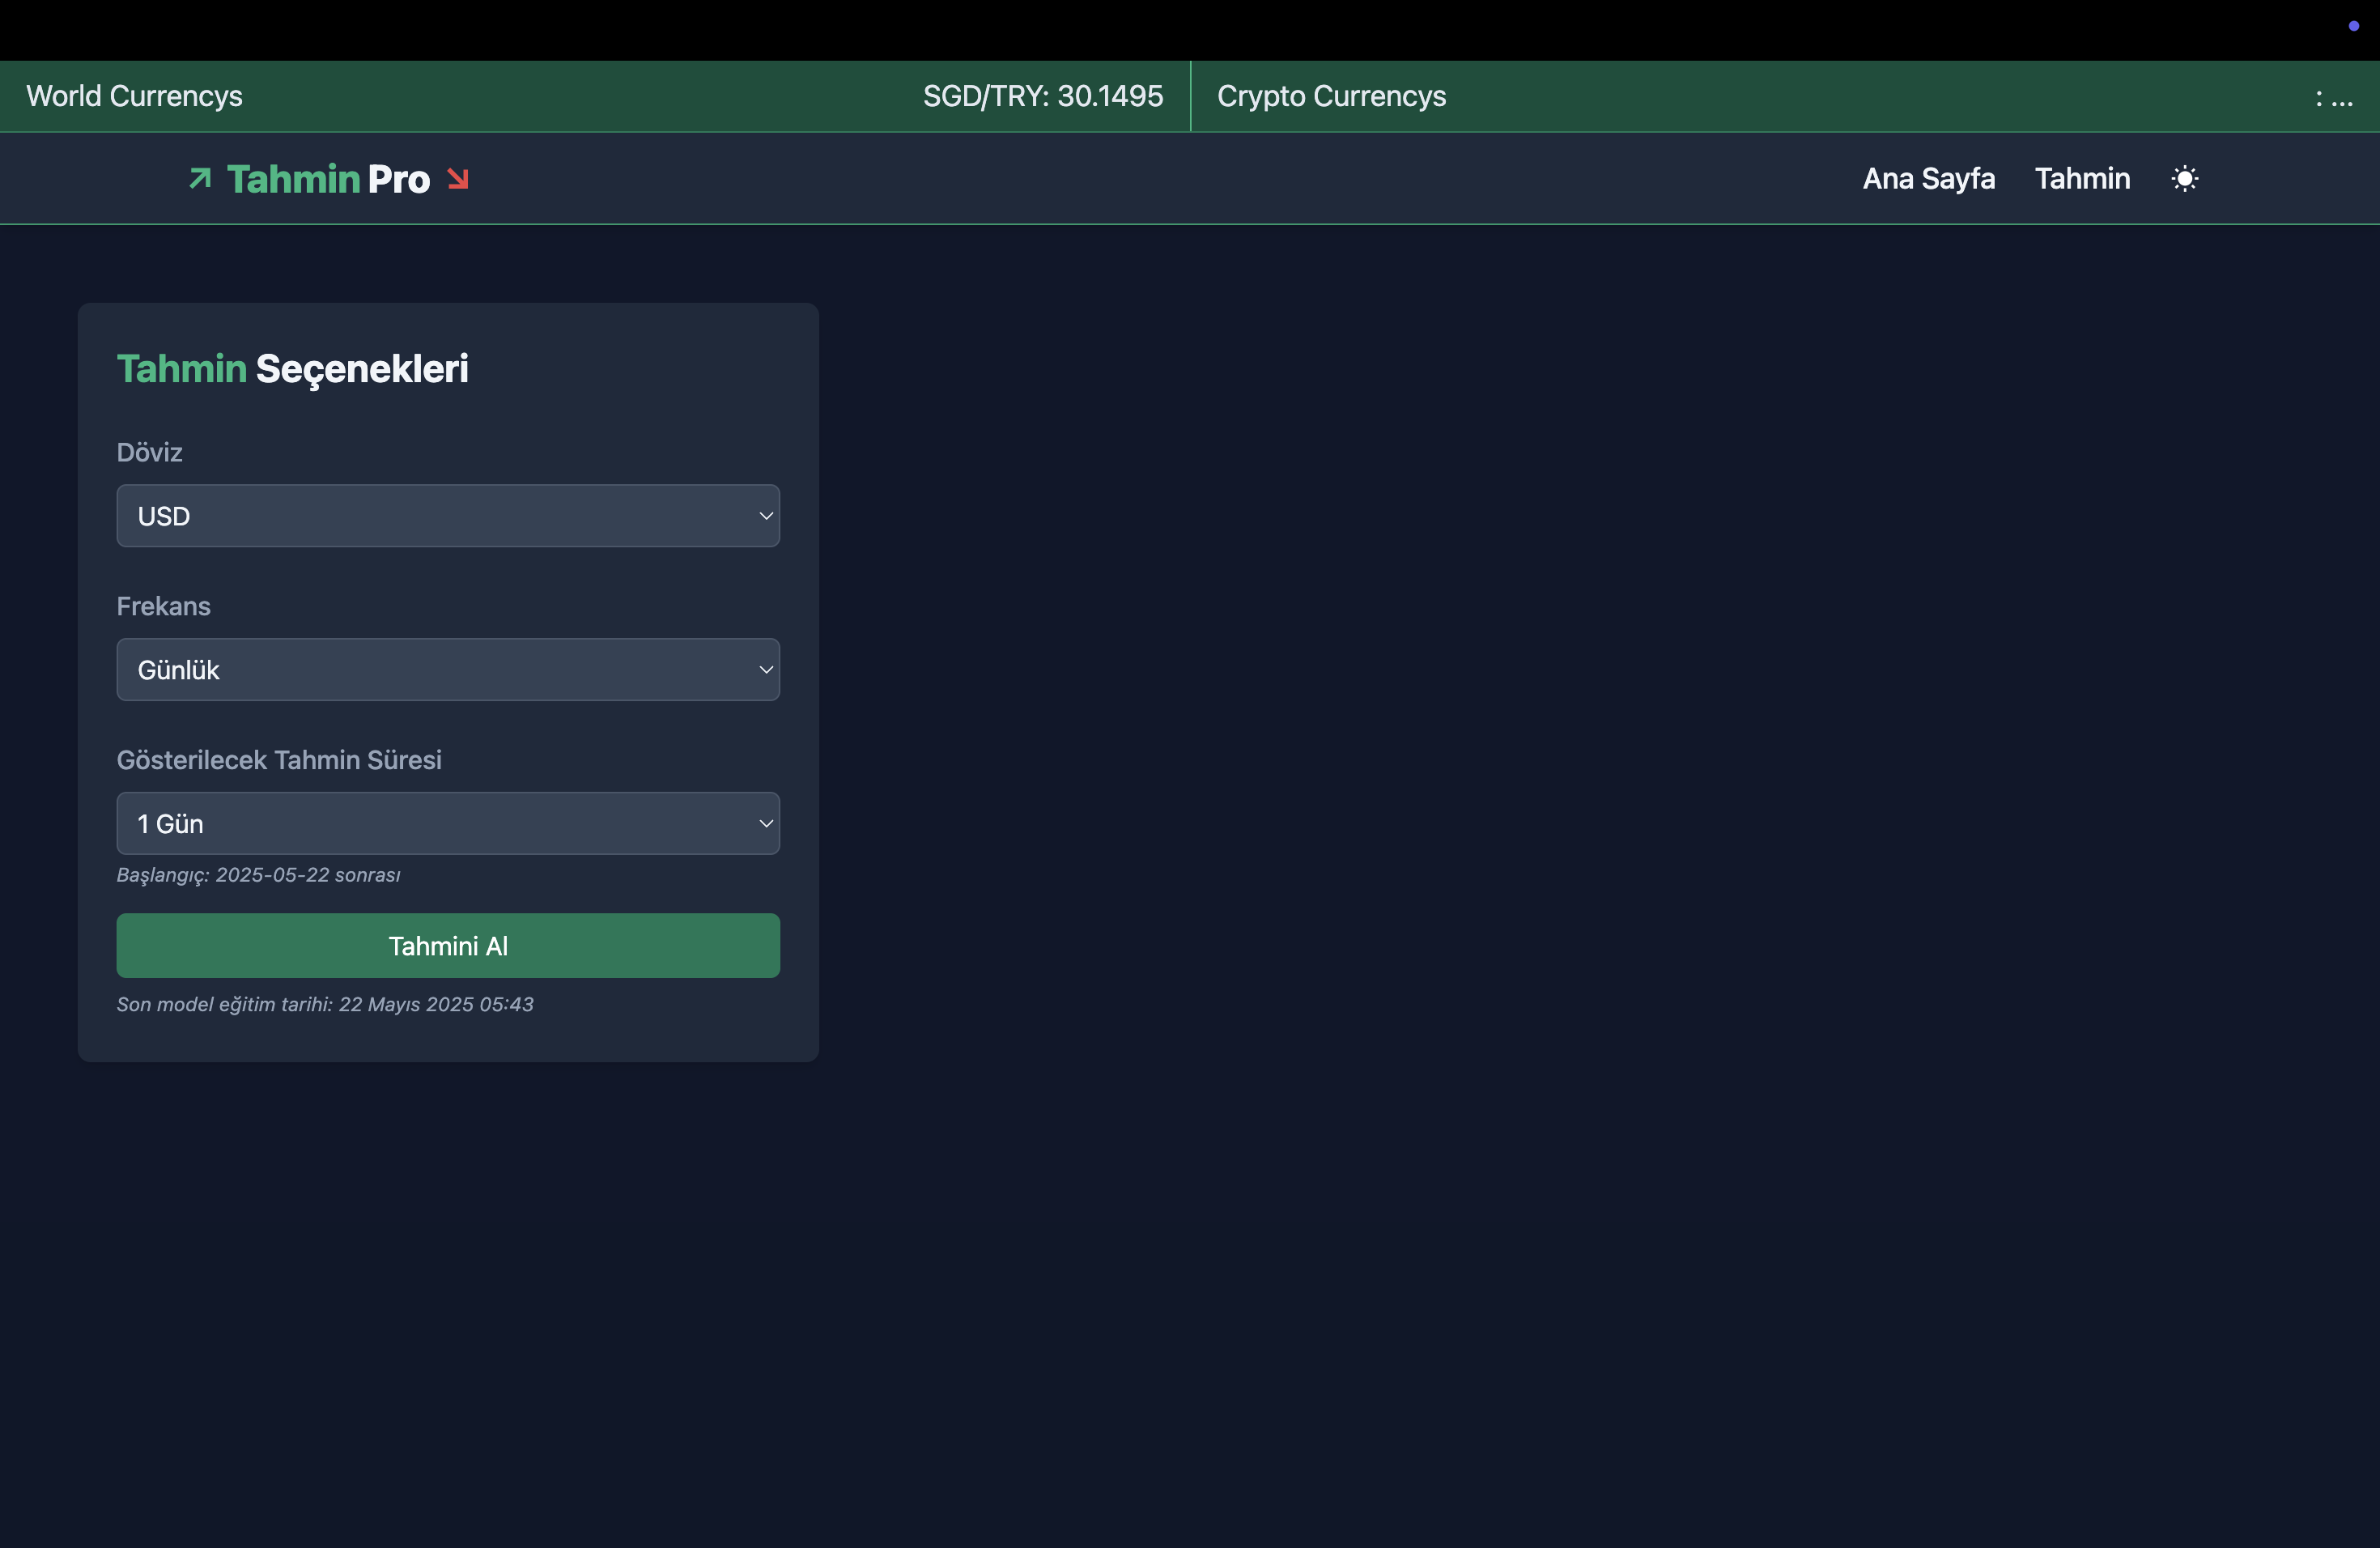 World Currencys
SGD/TRY: 30.1495
Crypto Currencys
: ...
Tahmin Pro
Ana Sayfa
Tahmin
Tahmin Seçenekleri
Döviz
USD
Frekans
Günlük
Gösterilecek Tahmin Süresi
1 Gün
Başlangıç: 2025-05-22 sonrası
Tahmini Al
Son model eğitim tarihi: 22 Mayıs 2025 05:43